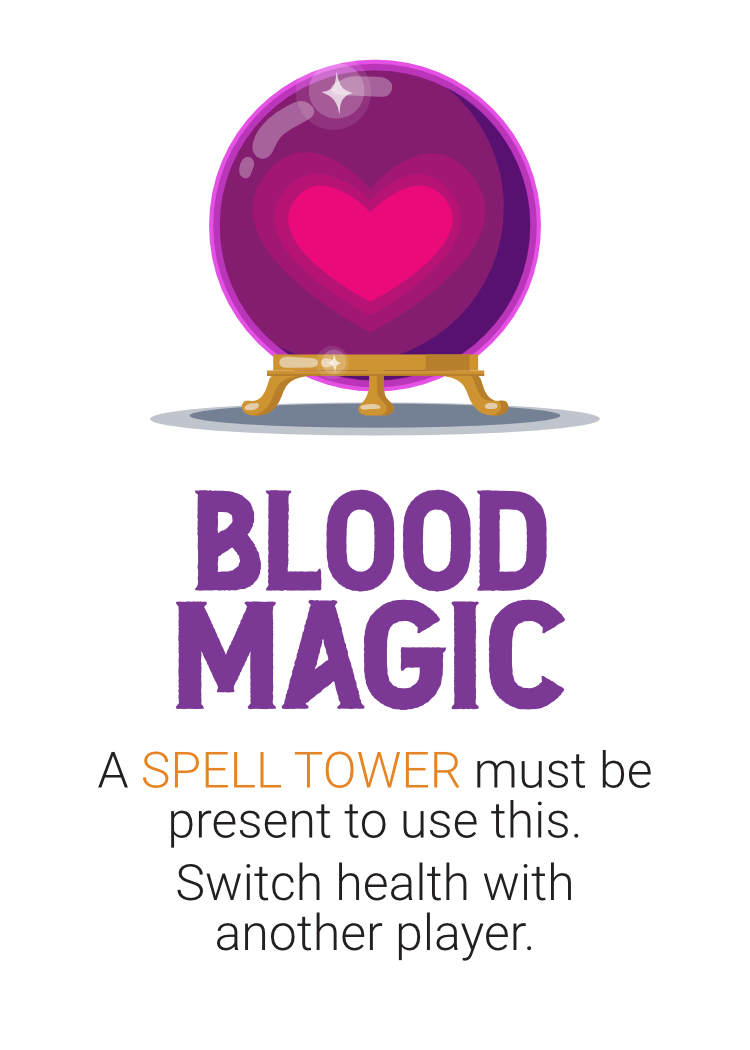 BLOOD
MAGIC
A SPELL TOWER must be
present to use this.
Switch health with
another player.